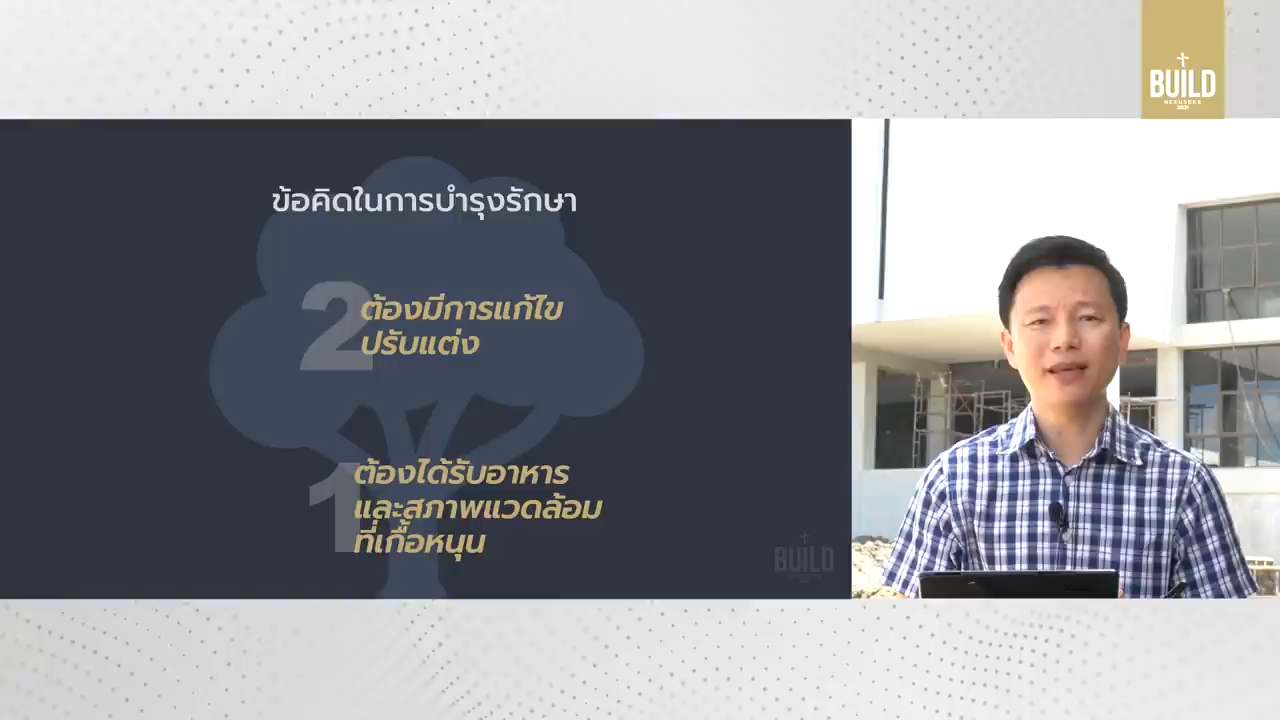 BUILD
NEXUSBKK
2021
ข้อคิดในการบำรุงรักษา
2
ต้องมีการแก้ไข
ปรับแต่ง
1
ต้องได้รับอาหาร
และสภาพแวดล้อม
ที่เกื้อหนุน
BUILD